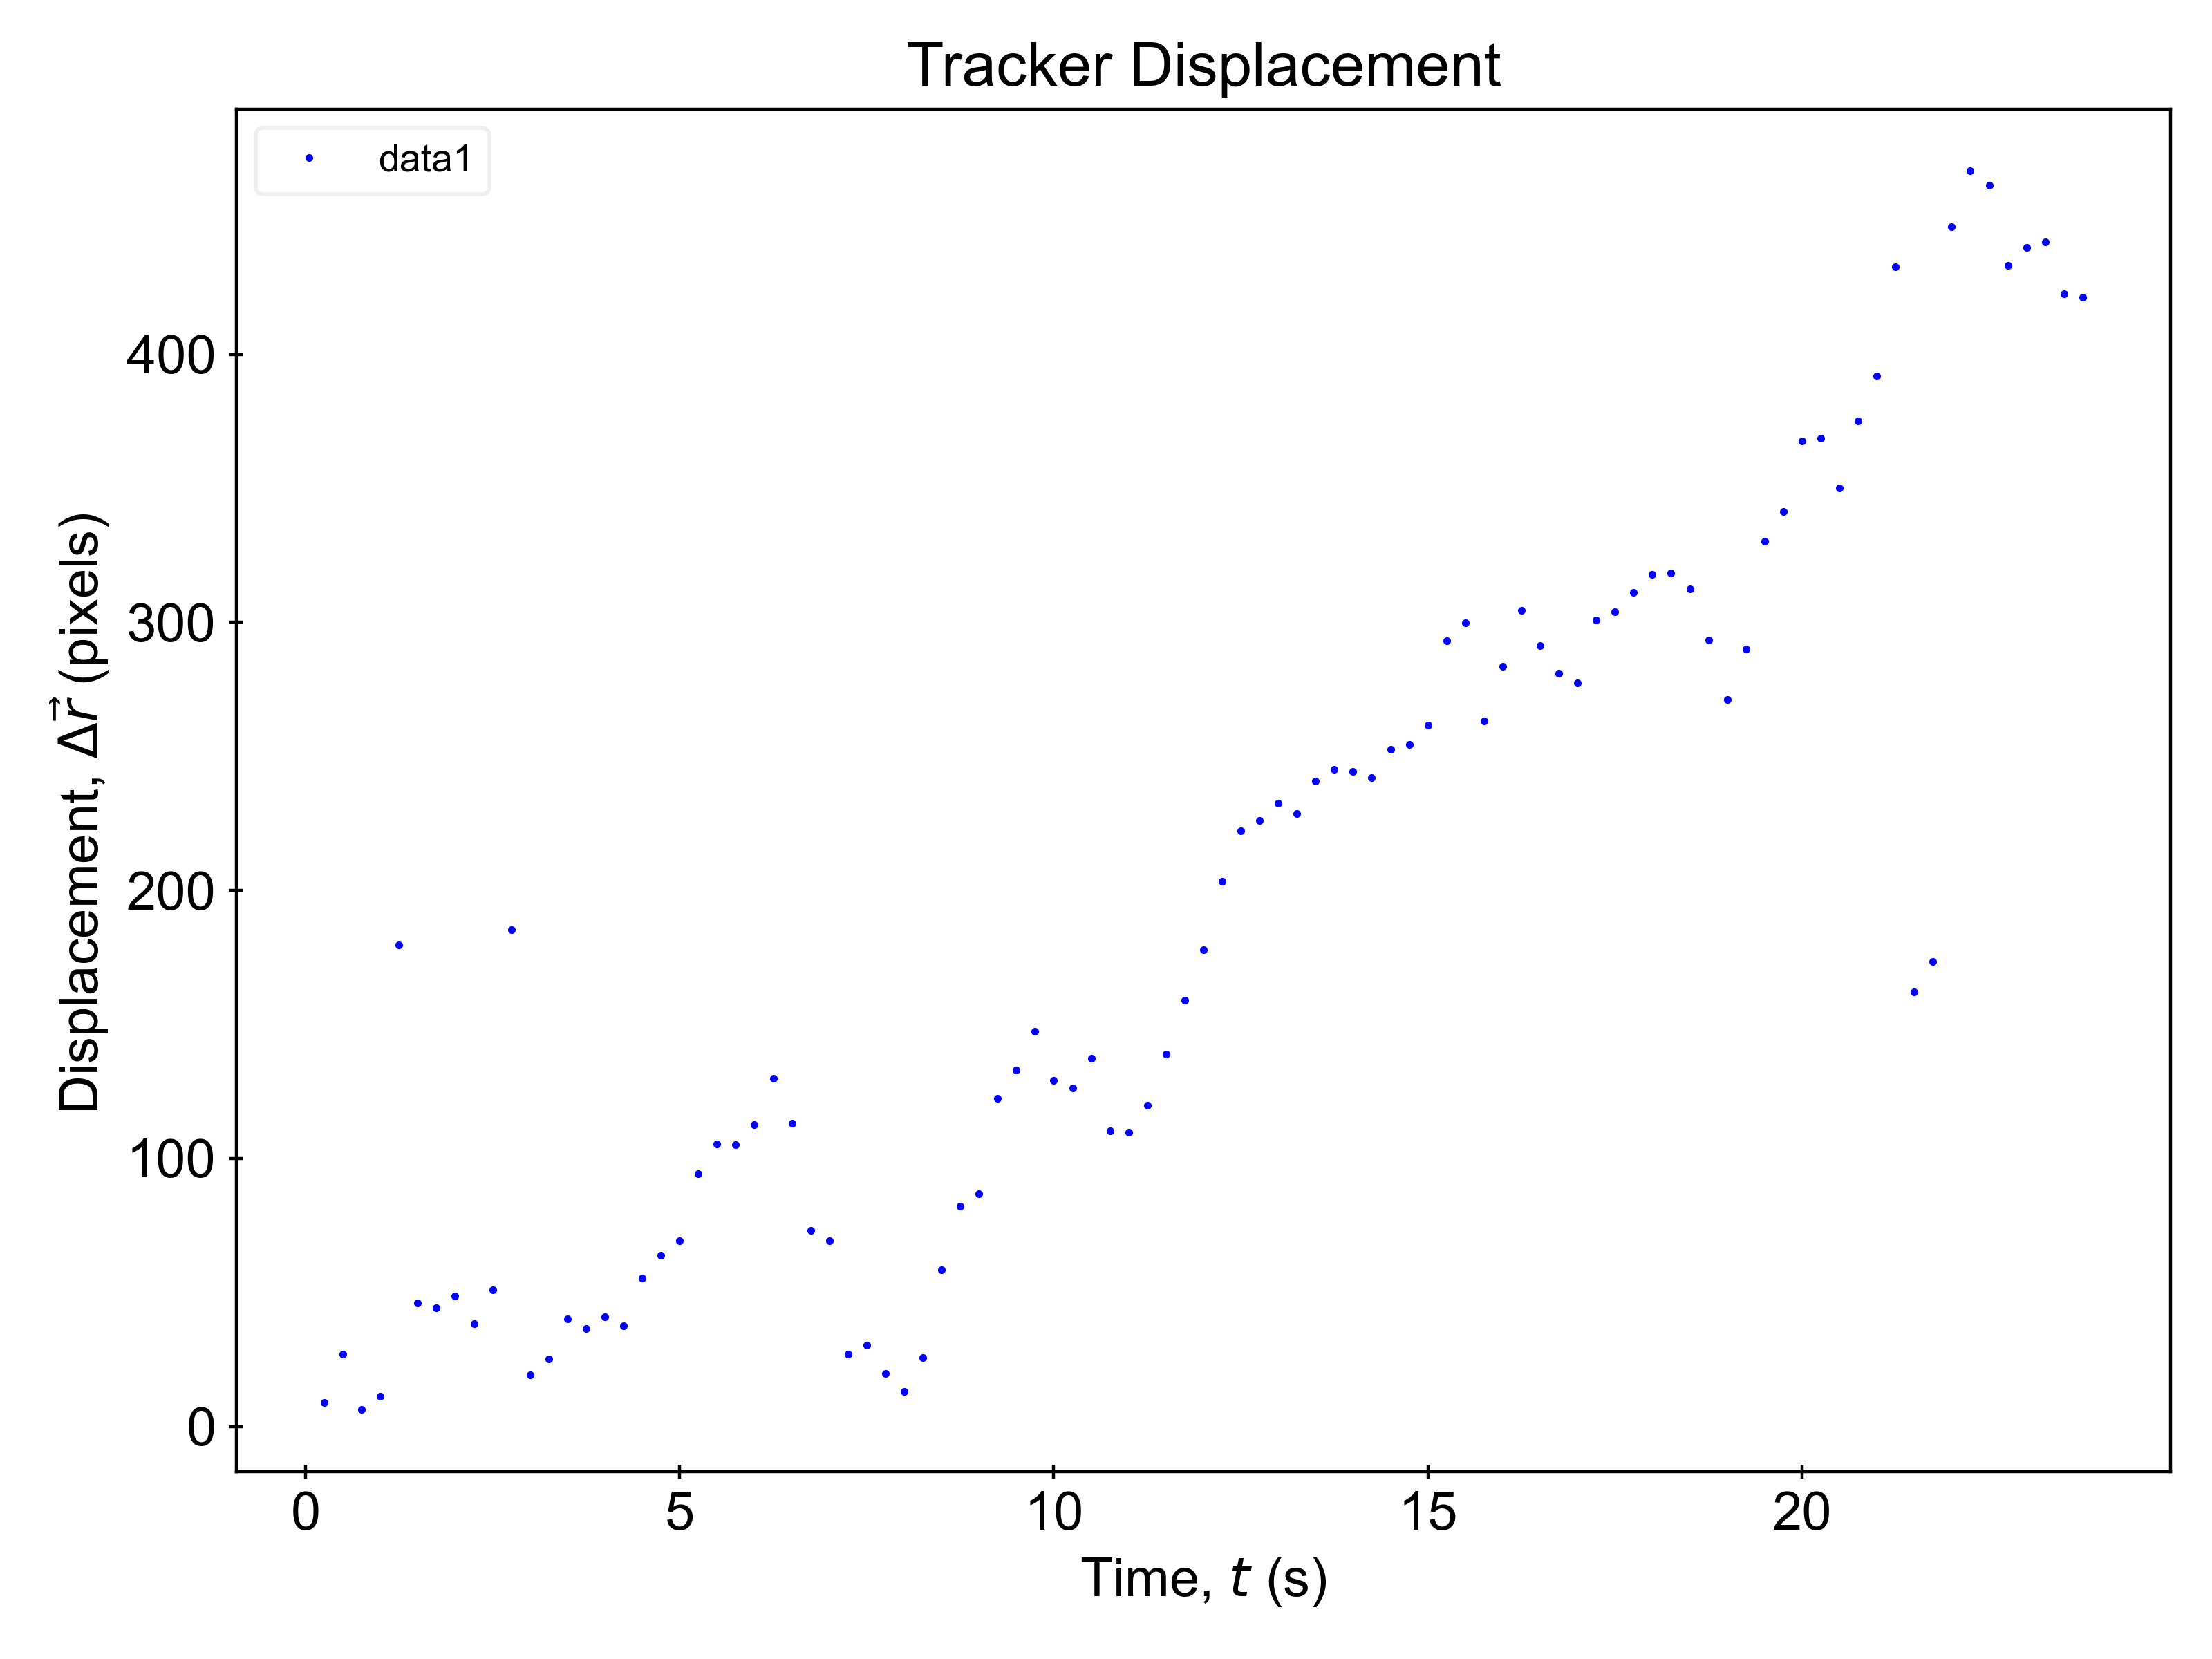 Tracker Displacement
data1
Displacement, Δr⃗ (pixels)
400
300
200
100
0
0 5 10 15 20
Time, t (s)